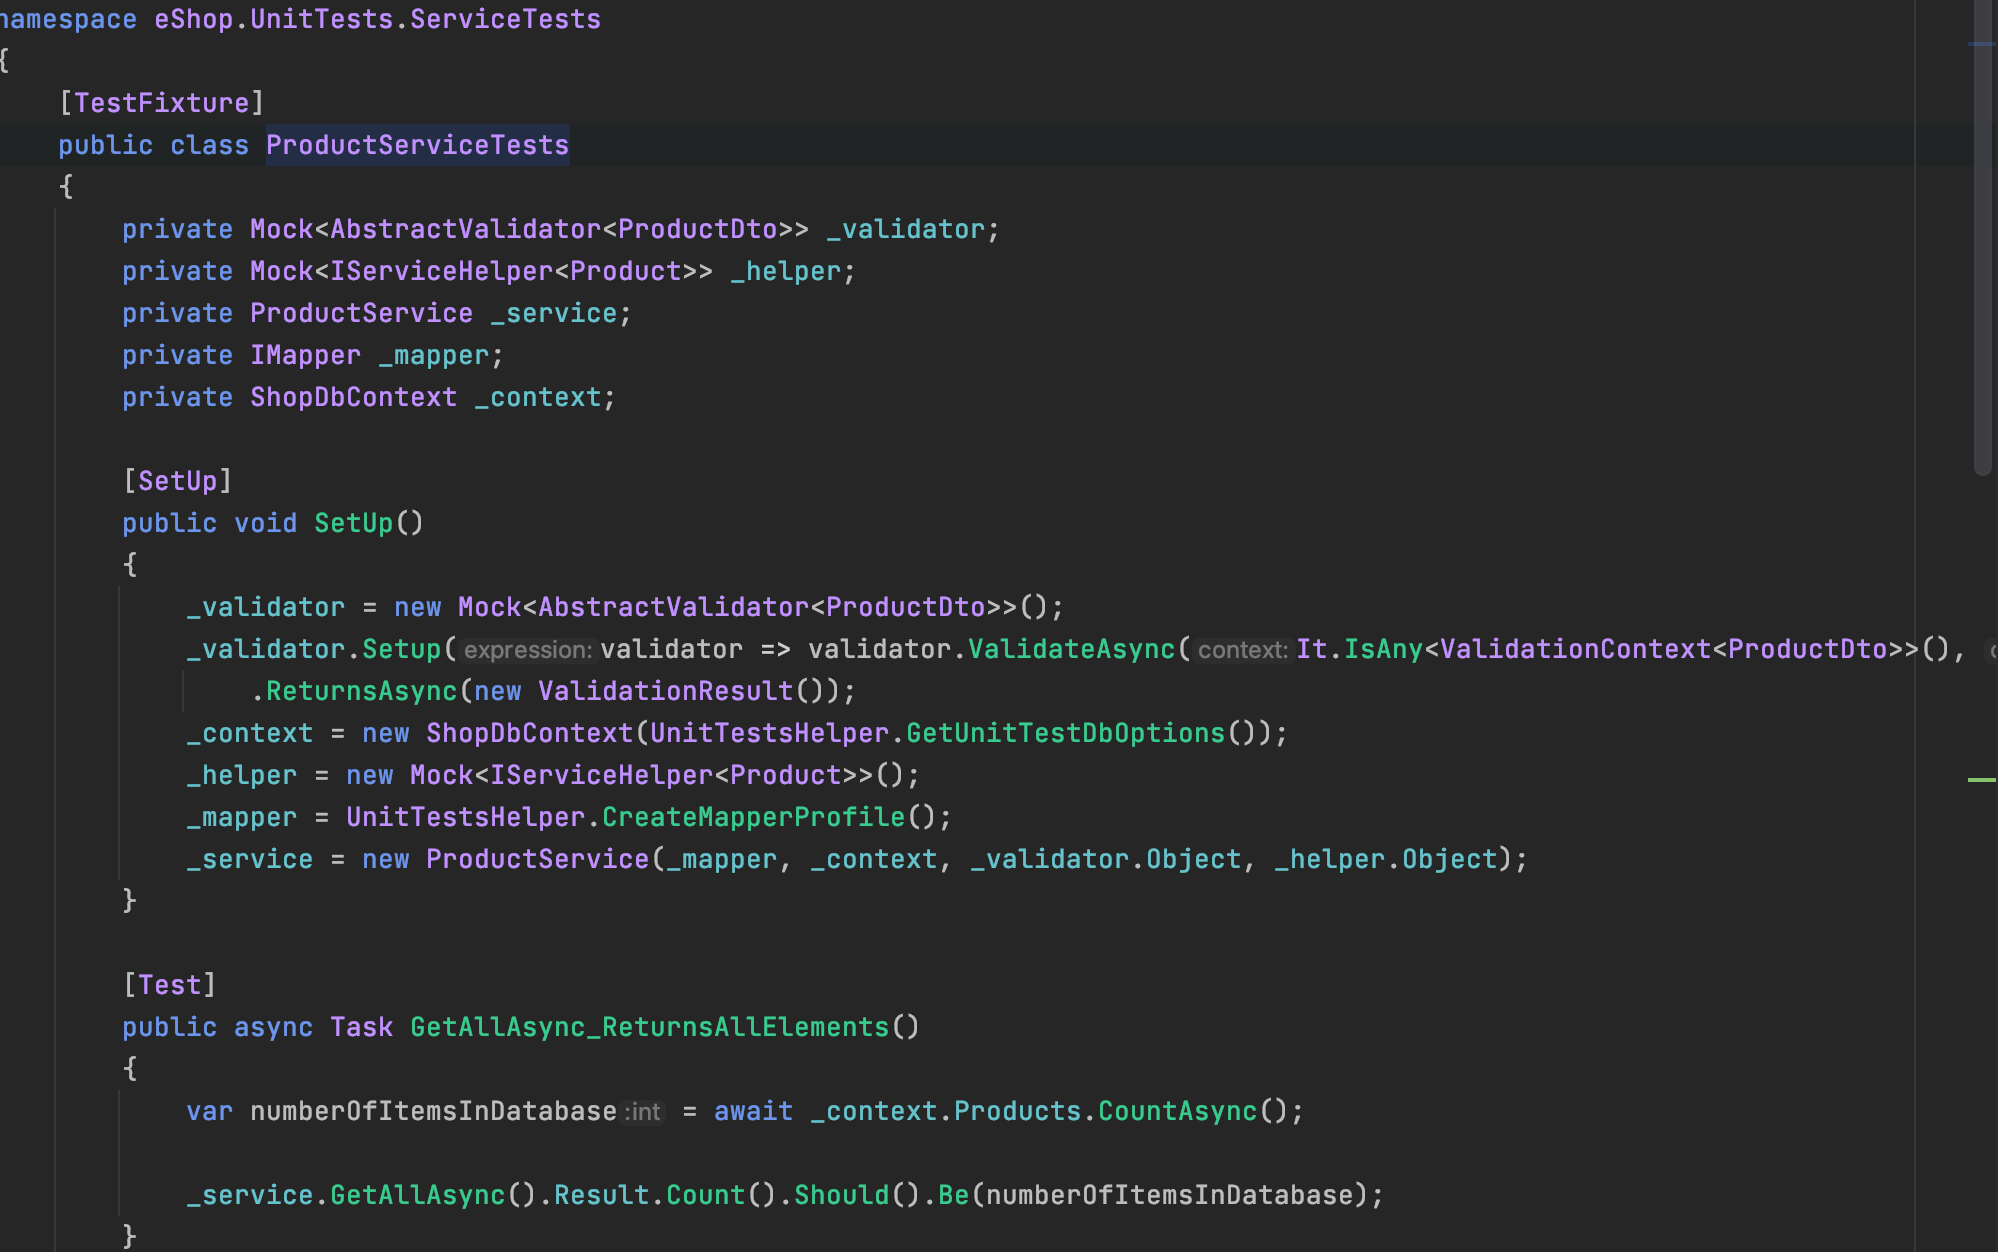 namespace eShop.UnitTests.ServiceTests
{
[TestFixture]
public class ProductServiceTests
{
private Mock<AbstractValidator<ProductDto>> _validator;
private Mock<IServiceHelper<Product>> _helper;
private ProductService _service;
private IMapper _mapper;
private ShopDbContext _context;
[SetUp]
public void SetUp()
{
_validator = new Mock<AbstractValidator<ProductDto>>();
_validator.Setup(expression: validator => validator.ValidateAsync(context: It.IsAny<ValidationContext<ProductDto>>(),
.ReturnsAsync(new ValidationResult());
_context = new ShopDbContext(UnitTestsHelper.GetUnitTestDbOptions());
_helper = new Mock<IServiceHelper<Product>>();
_mapper = UnitTestsHelper.CreateMapperProfile();
_service = new ProductService(_mapper, _context, _validator.Object, _helper.Object);
}
[Test]
public async Task GetAllAsync_ReturnsAllElements()
{
var numberOfItemsInDatabase :int = await _context.Products.CountAsync();
_service.GetAllAsync().Result.Count().Should().Be(numberOfItemsInDatabase);
}